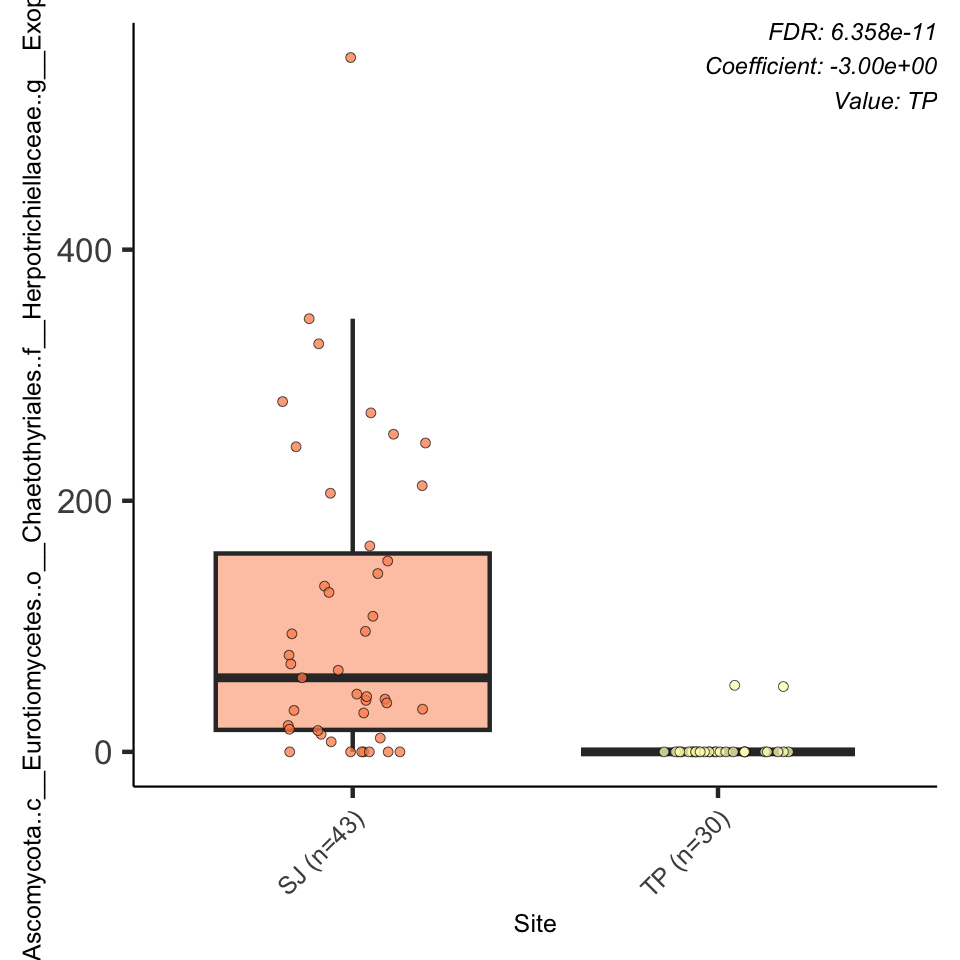 FDR: 6.358e-11
Coefficient: -3.00e+00
Value: TP
Ascomycota..c__Eurotiomycetes..o__Chaetothyriales..f__Herpotrichiellaceae..g__Exop
400
200
0
SJ (n=43)
TP (n=30)
Site